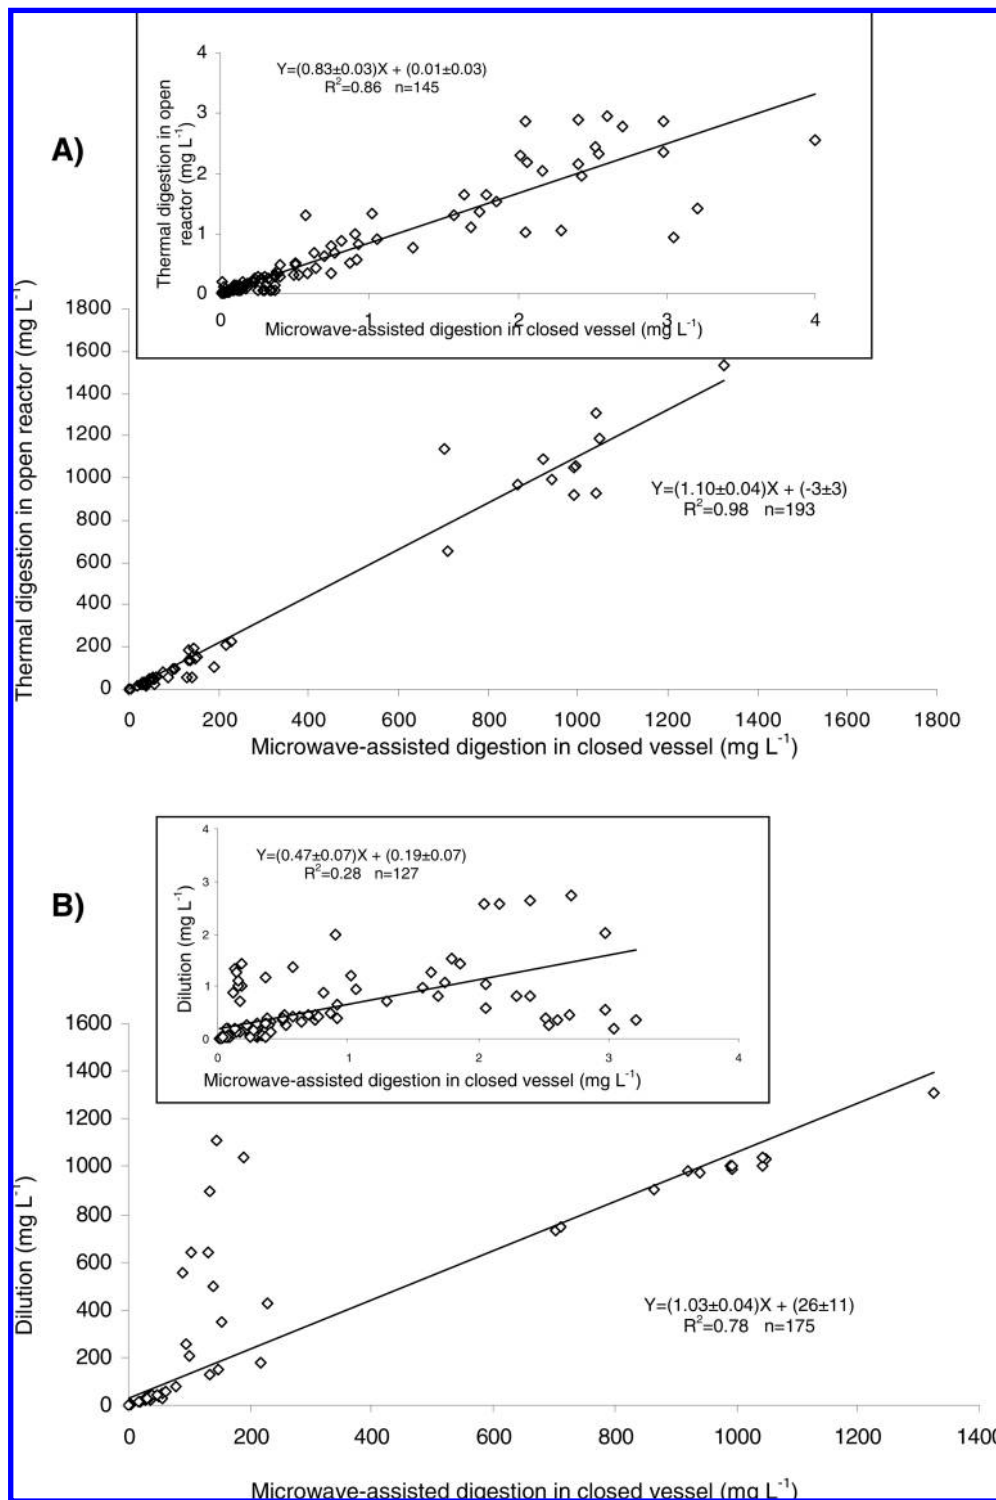 A)
Y=(0.83±0.03)X + (0.01±0.03)
R²=0.86 n=145
Thermal digestion in open
reactor (mg L⁻¹)
4
3
2
1
0
0 1 2 3 4
Microwave-assisted digestion in closed vessel (mg L⁻¹)
Thermal digestion in open reactor (mg L⁻¹)
1800
1600
1400
1200
1000
800
600
400
200
0
Y=(1.10±0.04)X + (-3±3)
R²=0.98 n=193
0 200 400 600 800 1000 1200 1400 1600 1800
Microwave-assisted digestion in closed vessel (mg L⁻¹)
B)
Y=(0.47±0.07)X + (0.19±0.07)
R²=0.28 n=127
Dilution (mg L⁻¹)
4
3
2
1
0
0 1 2 3 4
Microwave-assisted digestion in closed vessel (mg L⁻¹)
Dilution (mg L⁻¹)
1600
1400
1200
1000
800
600
400
200
0
Y=(1.03±0.04)X + (26±11)
R²=0.78 n=175
0 200 400 600 800 1000 1200 1400
Microwave-assisted digestion in closed vessel (mg L⁻¹)